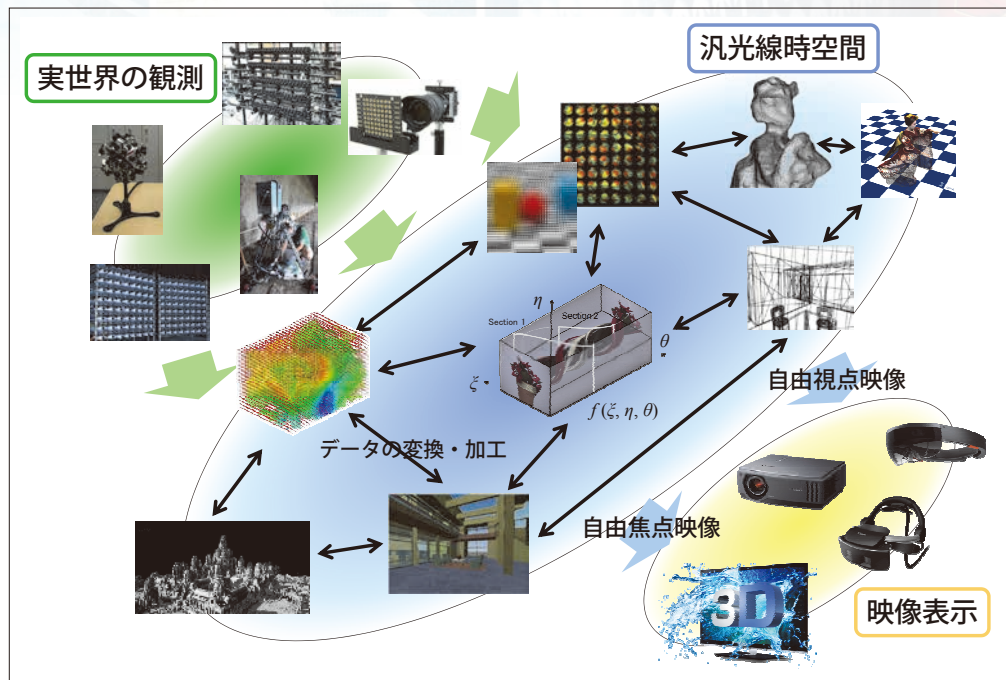 実世界の観測
汎光線時空間
η
Section 1
Section 2
θ
ξ
f(ξ, η, θ)
自由視点映像
データの変換・加工
自由焦点映像
3D
映像表示